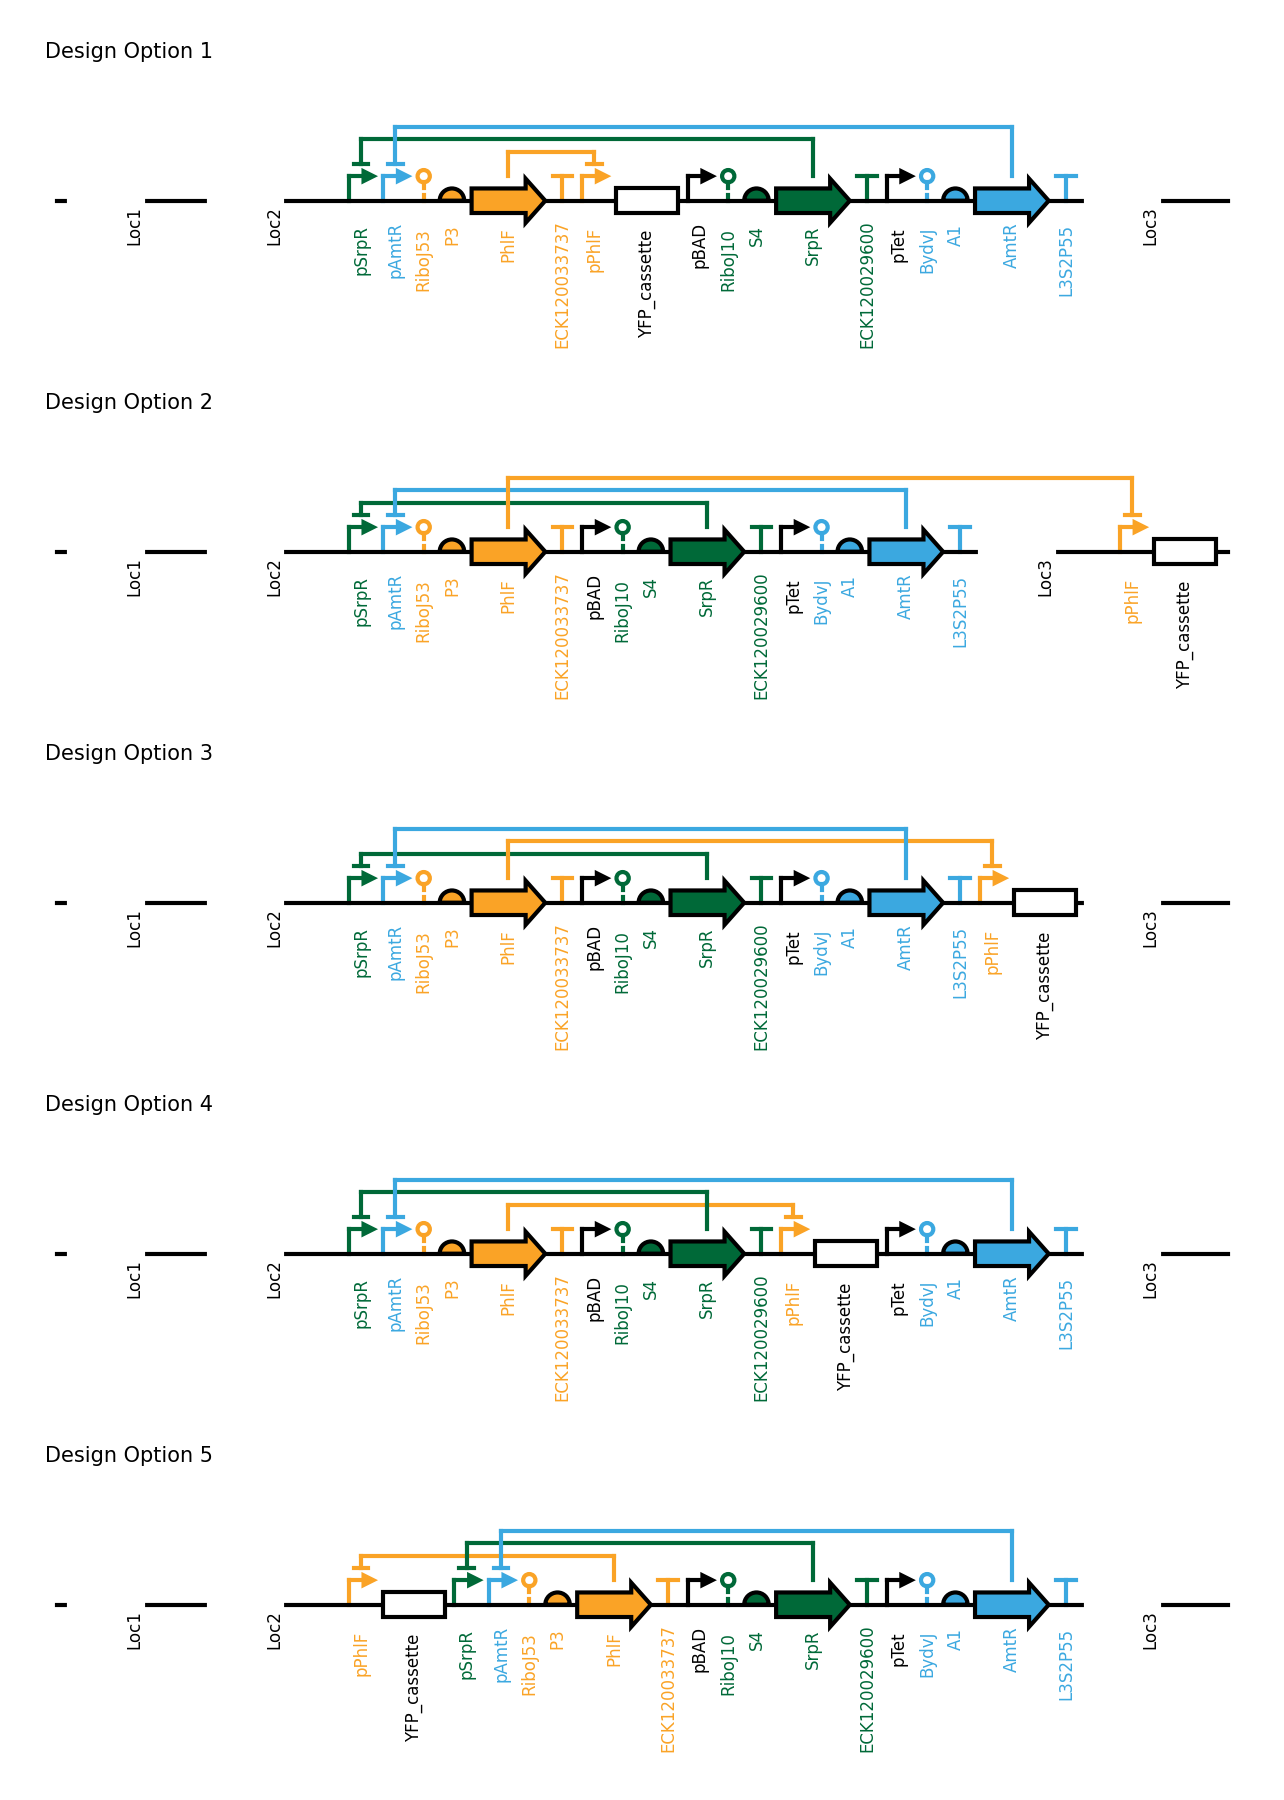 Design Option 1
Loc1
Loc2
pSrpR
pAmtR
RiboJ53
P3
PhlF
ECK120033737
pPhlF
YFP_cassette
pBAD
RiboJ10
S4
SrpR
ECK120029600
pTet
BydvJ
A1
AmtR
L3S2P55
Loc3
Design Option 2
Loc1
Loc2
pSrpR
pAmtR
RiboJ53
P3
PhlF
ECK120033737
pBAD
RiboJ10
S4
SrpR
ECK120029600
pTet
BydvJ
A1
AmtR
L3S2P55
Loc3
pPhlF
YFP_cassette
Design Option 3
Loc1
Loc2
pSrpR
pAmtR
RiboJ53
P3
PhlF
ECK120033737
pBAD
RiboJ10
S4
SrpR
ECK120029600
pTet
BydvJ
A1
AmtR
L3S2P55
pPhlF
YFP_cassette
Loc3
Design Option 4
Loc1
Loc2
pSrpR
pAmtR
RiboJ53
P3
PhlF
ECK120033737
pBAD
RiboJ10
S4
SrpR
ECK120029600
pPhlF
YFP_cassette
pTet
BydvJ
A1
AmtR
L3S2P55
Loc3
Design Option 5
Loc1
Loc2
pPhlF
YFP_cassette
pSrpR
pAmtR
RiboJ53
P3
PhlF
ECK120033737
pBAD
RiboJ10
S4
SrpR
ECK120029600
pTet
BydvJ
A1
AmtR
L3S2P55
Loc3